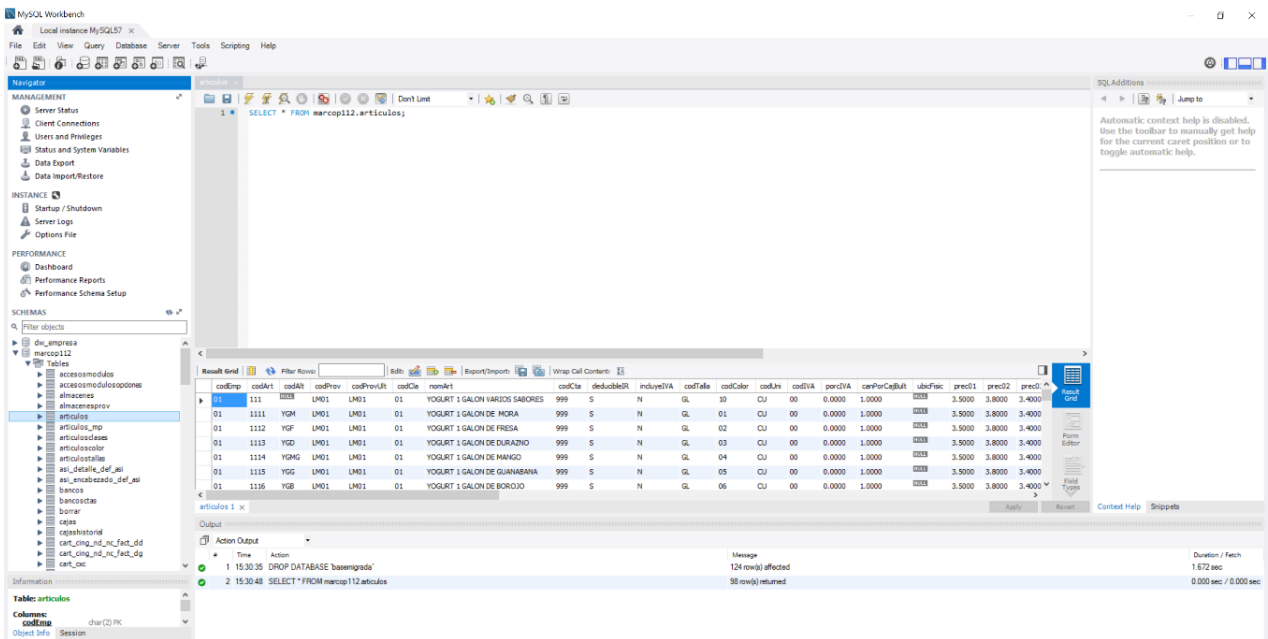 MySQL Workbench
Local instance MySQL57 ×
File Edit View Query Database Server Tools Scripting Help
Navigator
MANAGEMENT
Server Status
Client Connections
Users and Privileges
Status and System Variables
Data Export
Data Import/Restore
INSTANCE
Startup / Shutdown
Server Logs
Options File
PERFORMANCE
Dashboard
Performance Reports
Performance Schema Setup
SCHEMAS
Filter objects
dw_empresa
marcop112
Tables
accesosmodulos
accesosmodulosopciones
almacenes
almacenesprov
articulos
articulos_mp
articulosclases
articuloscolor
articulostallas
asi_detalle_def_asi
asi_encabezado_def_asi
bancos
bancosctas
borrar
cajas
cajashistorial
cart_cing_nd_nc_fact_dd
cart_cing_nd_nc_fact_dg
cart_cxc
Information
Table: articulos
Columns:
codEmp char(2) PK
Object Info Session
articulos ×
Don't Limit
1 SELECT * FROM marcop112.articulos;
Result Grid Filter Rows: Edit: Export/Import: Wrap Cell Content:
codEmp codArt codAlt codProv codProvUlt codCla nomArt codCta deducibleIR incluyeIVA codTalla codColor codUni codIVA porcIVA canPorCajBult ubicFisic prec01 prec02 prec0
01 111 NULL LM01 LM01 01 YOGURT 1 GALON VARIOS SABORES 999 S N GL 10 CU 00 0.0000 1.0000 NULL 3.5000 3.8000 3.4000
01 1111 YGM LM01 LM01 01 YOGURT 1 GALON DE MORA 999 S N GL 01 CU 00 0.0000 1.0000 NULL 3.5000 3.8000 3.4000
01 1112 YGF LM01 LM01 01 YOGURT 1 GALON DE FRESA 999 S N GL 02 CU 00 0.0000 1.0000 NULL 3.5000 3.8000 3.4000
01 1113 YGD LM01 LM01 01 YOGURT 1 GALON DE DURAZNO 999 S N GL 03 CU 00 0.0000 1.0000 NULL 3.5000 3.8000 3.4000
01 1114 YGMG LM01 LM01 01 YOGURT 1 GALON DE MANGO 999 S N GL 04 CU 00 0.0000 1.0000 NULL 3.5000 3.8000 3.4000
01 1115 YGG LM01 LM01 01 YOGURT 1 GALON DE GUANABANA 999 S N GL 05 CU 00 0.0000 1.0000 NULL 3.5000 3.8000 3.4000
01 1116 YGB LM01 LM01 01 YOGURT 1 GALON DE BOROJO 999 S N GL 06 CU 00 0.0000 1.0000 NULL 3.5000 3.8000 3.4000
Result Grid
Form Editor
Field Types
articulos 1 ×
Apply Revert
Output
Action Output
# Time Action Message Duration / Fetch
1 15:30:35 DROP DATABASE `basemigrada` 124 row(s) affected 1.672 sec
2 15:30:48 SELECT * FROM marcop112.articulos 98 row(s) returned 0.000 sec / 0.000 sec
SQLAdditions
Jump to
Automatic context help is disabled.
Use the toolbar to manually get help
for the current caret position or to
toggle automatic help.
Context Help Snippets